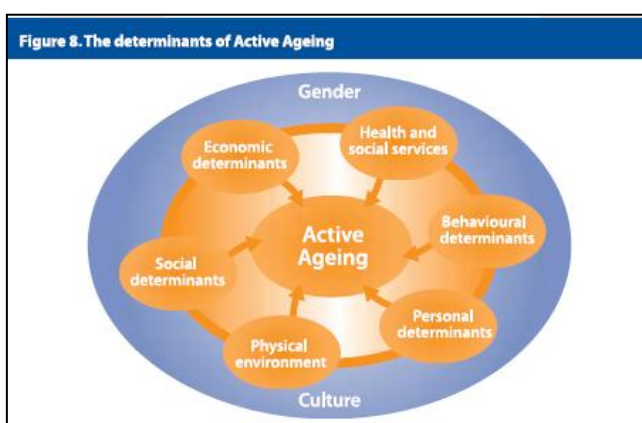 Figure 8. The determinants of Active Ageing
Gender
Economic
determinants
Health and
social services
Behavioural
determinants
Active
Ageing
Social
determinants
Personal
determinants
Physical
environment
Culture